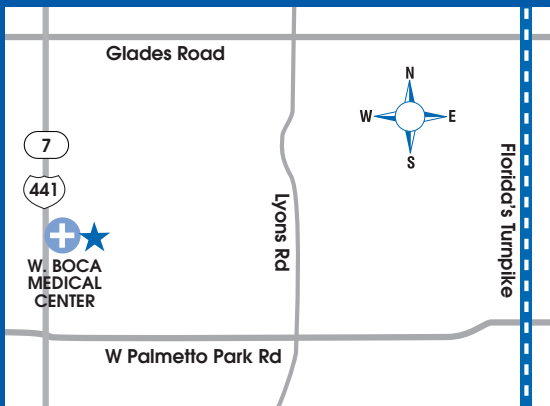 Glades Road
N
W
E
S
7
441
Florida's Turnpike
Lyons Rd
W. BOCA
MEDICAL
CENTER
W Palmetto Park Rd